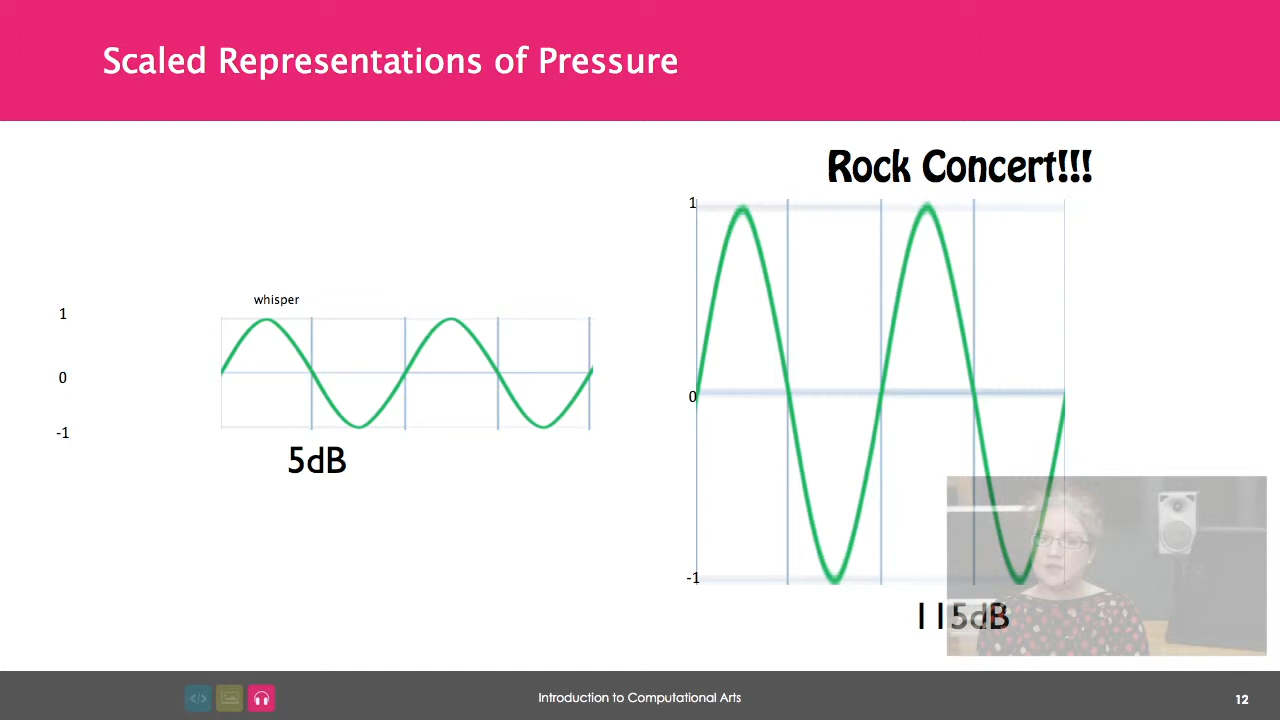 Scaled Representations of Pressure
Rock Concert!!!
1
0
-1
whisper
1
0
-1
5dB
115dB
</>
Introduction to Computational Arts
12